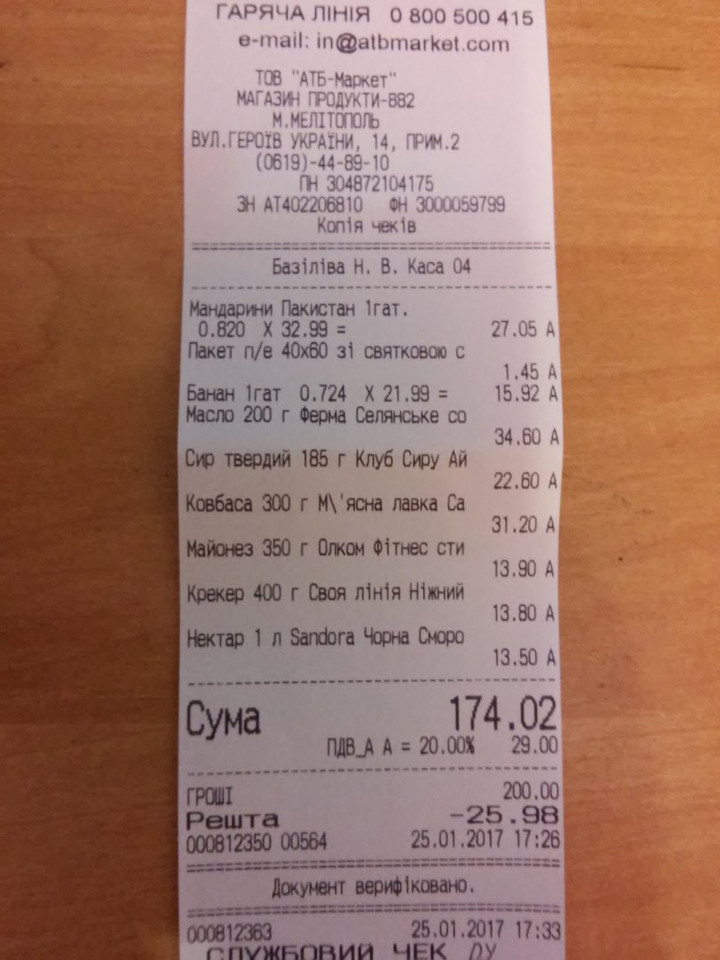 ГАРЯЧА ЛІНІЯ 0 800 500 415
e-mail: in@atbmarket.com
ТОВ "АТБ-Маркет"
МАГАЗИН ПРОДУКТИ-882
М.МЕЛІТОПОЛЬ
ВУЛ.ГЕРОЇВ УКРАЇНИ, 14, ПРИМ.2
(0619)-44-89-10
ПН 304872104175
ЗН АТ402206810 ФН 3000059799
Копія чеків
Базіліва Н. В. Каса 04
Мандарини Пакистан 1гат.
0.820 X 32.99 = 27.05 А
Пакет п/е 40х60 зі святковою с
1.45 А
Банан 1гат 0.724 X 21.99 = 15.92 А
Масло 200 г Ферма Селянське со
34.60 А
Сир твердий 185 г Клуб Сиру Ай
22.60 А
Ковбаса 300 г М\'ясна лавка Са
31.20 А
Майонез 350 г Олком Фітнес сти
13.90 А
Крекер 400 г Своя лінія Ніжний
13.80 А
Нектар 1 л Sandora Чорна Сморо
13.50 А
Сума 174.02
ПДВ_А А = 20.00% 29.00
ГРОШІ 200.00
Решта -25.98
000812350 00564 25.01.2017 17:26
Документ верифіковано.
000812363 25.01.2017 17:33
СЛУЖБОВИЙ ЧЕК